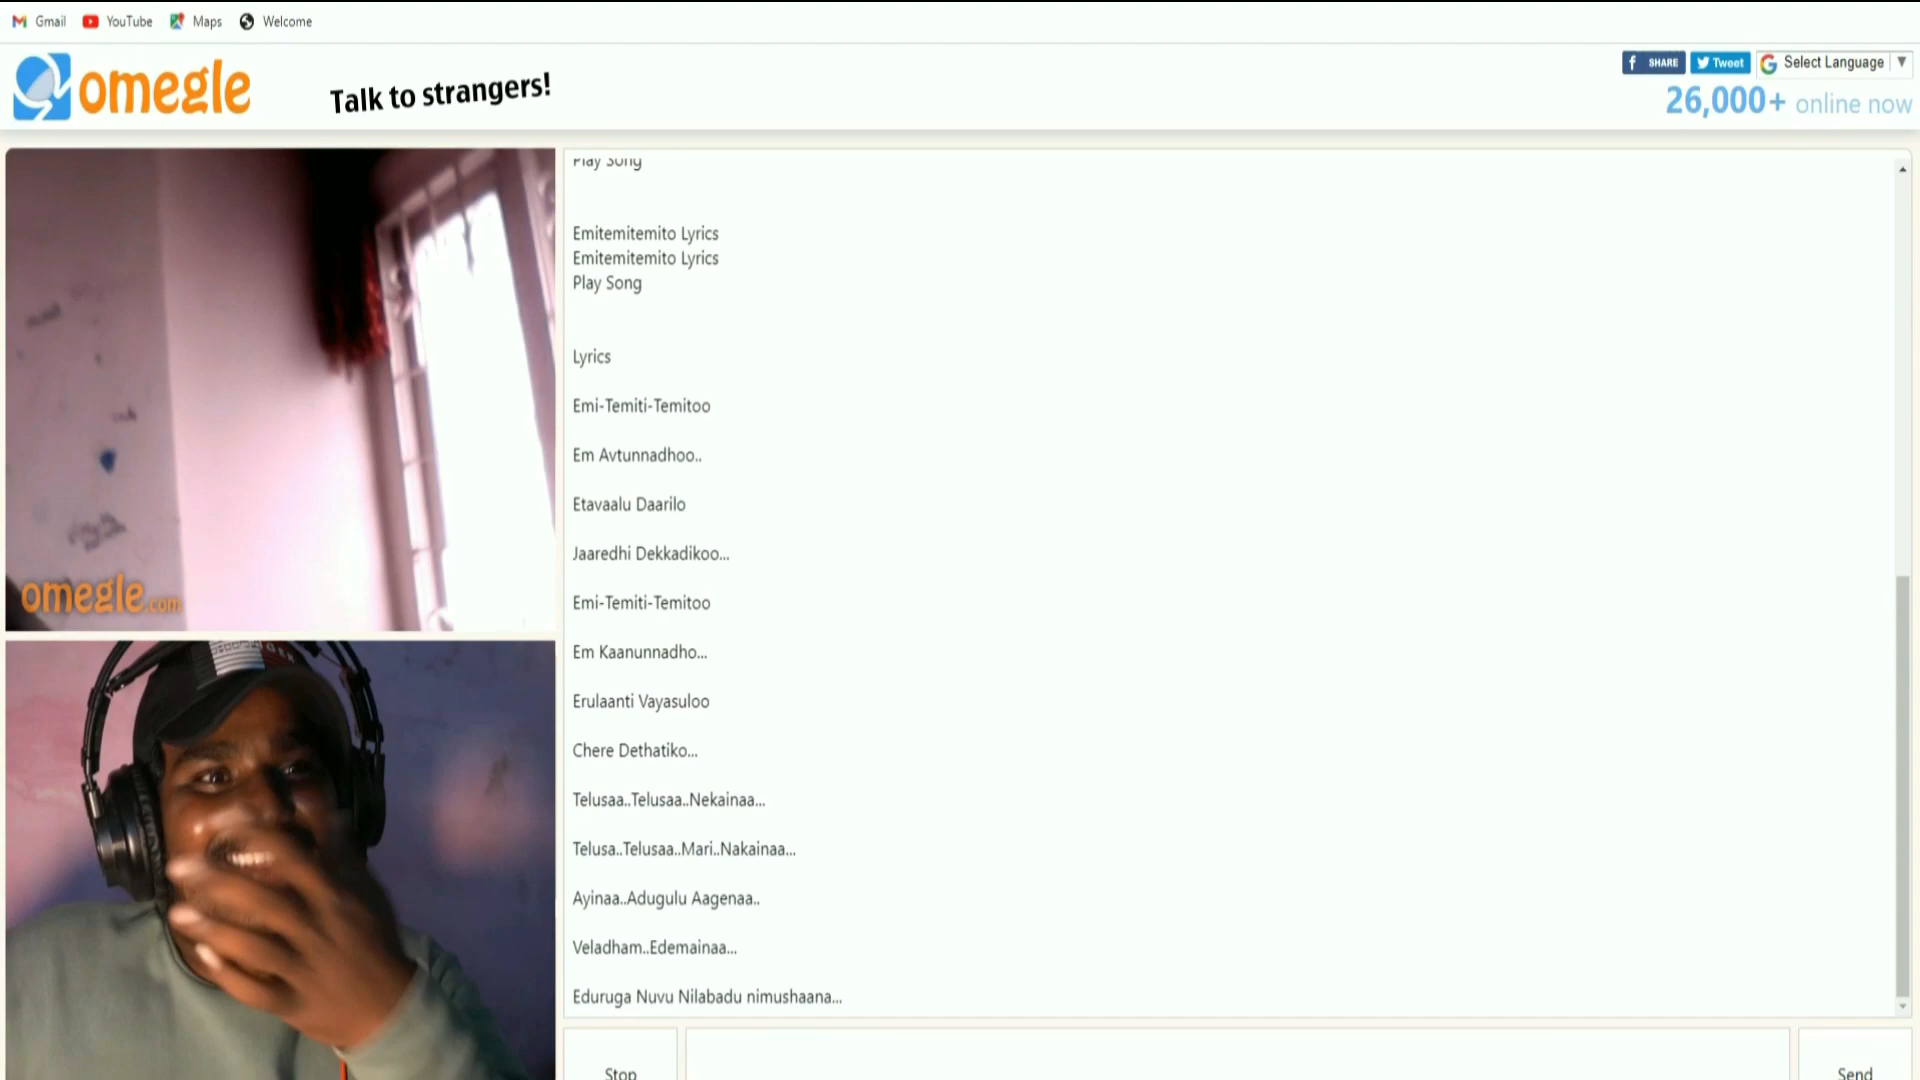 Gmail YouTube Maps Welcome
omegle Talk to strangers!
f SHARE Tweet G Select Language ▼
26,000+ online now
omegle.com
Play Song
Emitemitemito Lyrics
Emitemitemito Lyrics
Play Song
Lyrics
Emi-Temiti-Temitoo
Em Avtunnadhoo..
Etavaalu Daarilo
Jaaredhi Dekkadikoo...
Emi-Temiti-Temitoo
Em Kaanunnadho...
Erulaanti Vayasuloo
Chere Dethatiko...
Telusaa..Telusaa..Nekainaa...
Telusa..Telusaa..Mari..Nakainaa...
Ayinaa..Adugulu Aagenaa..
Veladham..Edemainaa...
Eduruga Nuvu Nilabadu nimushaana...
Stop
Send